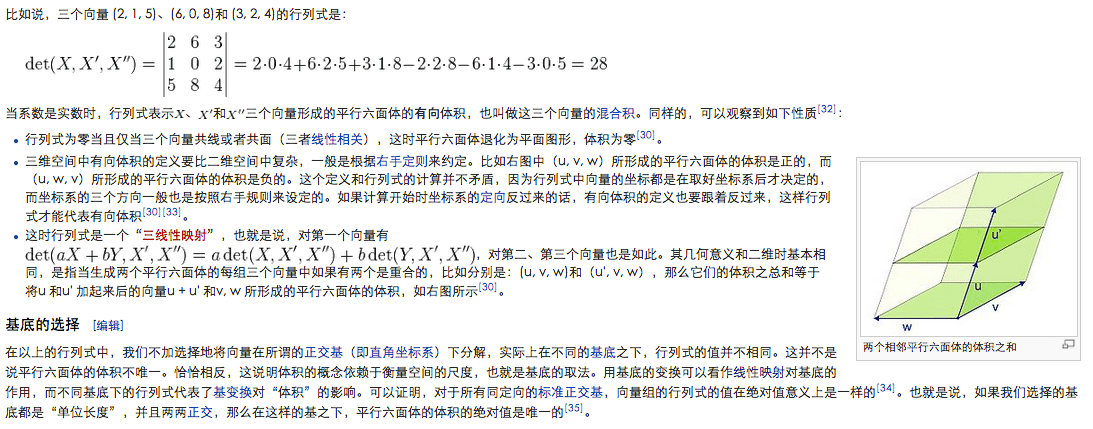 比如说，三个向量 (2, 1, 5)、(6, 0, 8)和 (3, 2, 4)的行列式是：
det(X, X′, X″) = |2 6 3| = 2·0·4+6·2·5+3·1·8−2·2·8−6·1·4−3·0·5 = 28
|1 0 2|
|5 8 4|
当系数是实数时，行列式表示X、X′和X″三个向量形成的平行六面体的有向体积，也叫做这三个向量的混合积。同样的，可以观察到如下性质[32]：
• 行列式为零当且仅当三个向量共线或者共面（三者线性相关），这时平行六面体退化为平面图形，体积为零[30]。
• 三维空间中有向体积的定义要比二维空间中复杂，一般是根据右手定则来约定。比如右图中（u, v, w）所形成的平行六面体的体积是正的，而
（u, w, v）所形成的平行六面体的体积是负的。这个定义和行列式的计算并不矛盾，因为行列式中向量的坐标都是在取好坐标系后才决定的，
而坐标系的三个方向一般也是按照右手规则来设定的。如果计算开始时坐标系的定向反过来的话，有向体积的定义也要跟着反过来，这样行列
式才能代表有向体积[30][33]。
• 这时行列式是一个“三线性映射”，也就是说，对第一个向量有
det(aX + bY, X′, X″) = a det(X, X′, X″) + b det(Y, X′, X″)，对第二、第三个向量也是如此。其几何意义和二维时基本相
同，是指当生成两个平行六面体的每组三个向量中如果有两个是重合的，比如分别是：(u, v, w)和（u′, v, w），那么它们的体积之总和等于
将u 和u′ 加起来后的向量u + u′ 和v, w 所形成的平行六面体的体积，如右图所示[30]。
u′
u
v
w
两个相邻平行六面体的体积之和
基底的选择 [编辑]
在以上的行列式中，我们不加选择地将向量在所谓的正交基（即直角坐标系）下分解，实际上在不同的基底之下，行列式的值并不相同。这并不是
说平行六面体的体积不唯一。恰恰相反，这说明体积的概念依赖于衡量空间的尺度，也就是基底的取法。用基底的变换可以看作线性映射对基底的
作用，而不同基底下的行列式代表了基变换对“体积”的影响。可以证明，对于所有同定向的标准正交基，向量组的行列式的值在绝对值意义上是一样的[34]。也就是说，如果我们选择的基
底都是“单位长度”，并且两两正交，那么在这样的基之下，平行六面体的体积的绝对值是唯一的[35]。